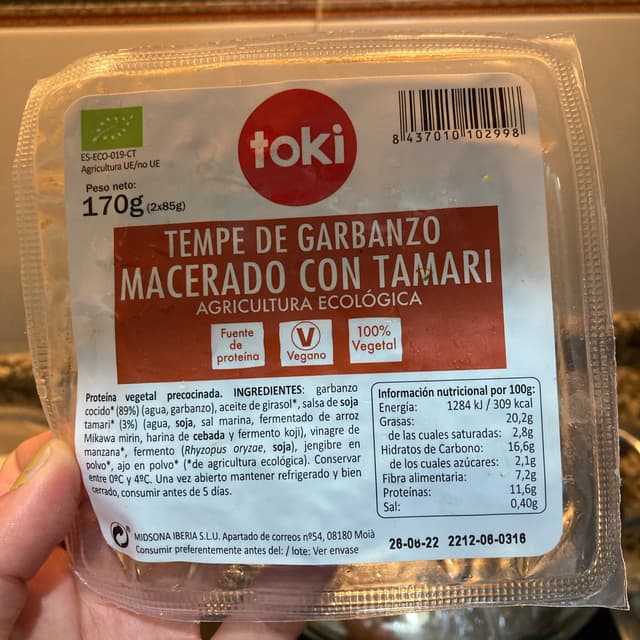 ES-ECO-019-CT
Agricultura UE/no UE
Peso neto:
170g (2x85g)
toki
8 437010 102998
TEMPE DE GARBANZO
MACERADO CON TAMARI
AGRICULTURA ECOLÓGICA
Fuente
de
proteína
V
Vegano
100%
Vegetal
Proteína vegetal precocinada. INGREDIENTES: garbanzo
cocido* (89%) (agua, garbanzo), aceite de girasol*, salsa de soja
tamari* (3%) (agua, soja, sal marina, fermentado de arroz
Mikawa mirin, harina de cebada y fermento koji), vinagre de
manzana*, fermento (Rhyzopus oryzae, soja), jengibre en
polvo*, ajo en polvo* (*de agricultura ecológica). Conservar
entre 0ºC y 4ºC. Una vez abierto mantener refrigerado y bien
cerrado, consumir antes de 5 días.
Información nutricional por 100g:
Energía: 1284 kJ / 309 kcal
Grasas: 20,2g
de las cuales saturadas: 2,8g
Hidratos de Carbono: 16,6g
de los cuales azúcares: 2,1g
Fibra alimentaria: 7,2g
Proteínas: 11,6g
Sal: 0,40g
MIDSONA IBERIA S.L.U. Apartado de correos nº54, 08180 Moià
Consumir preferentemente antes del: / lote: Ver envase
26-08-22 2212-06-0316